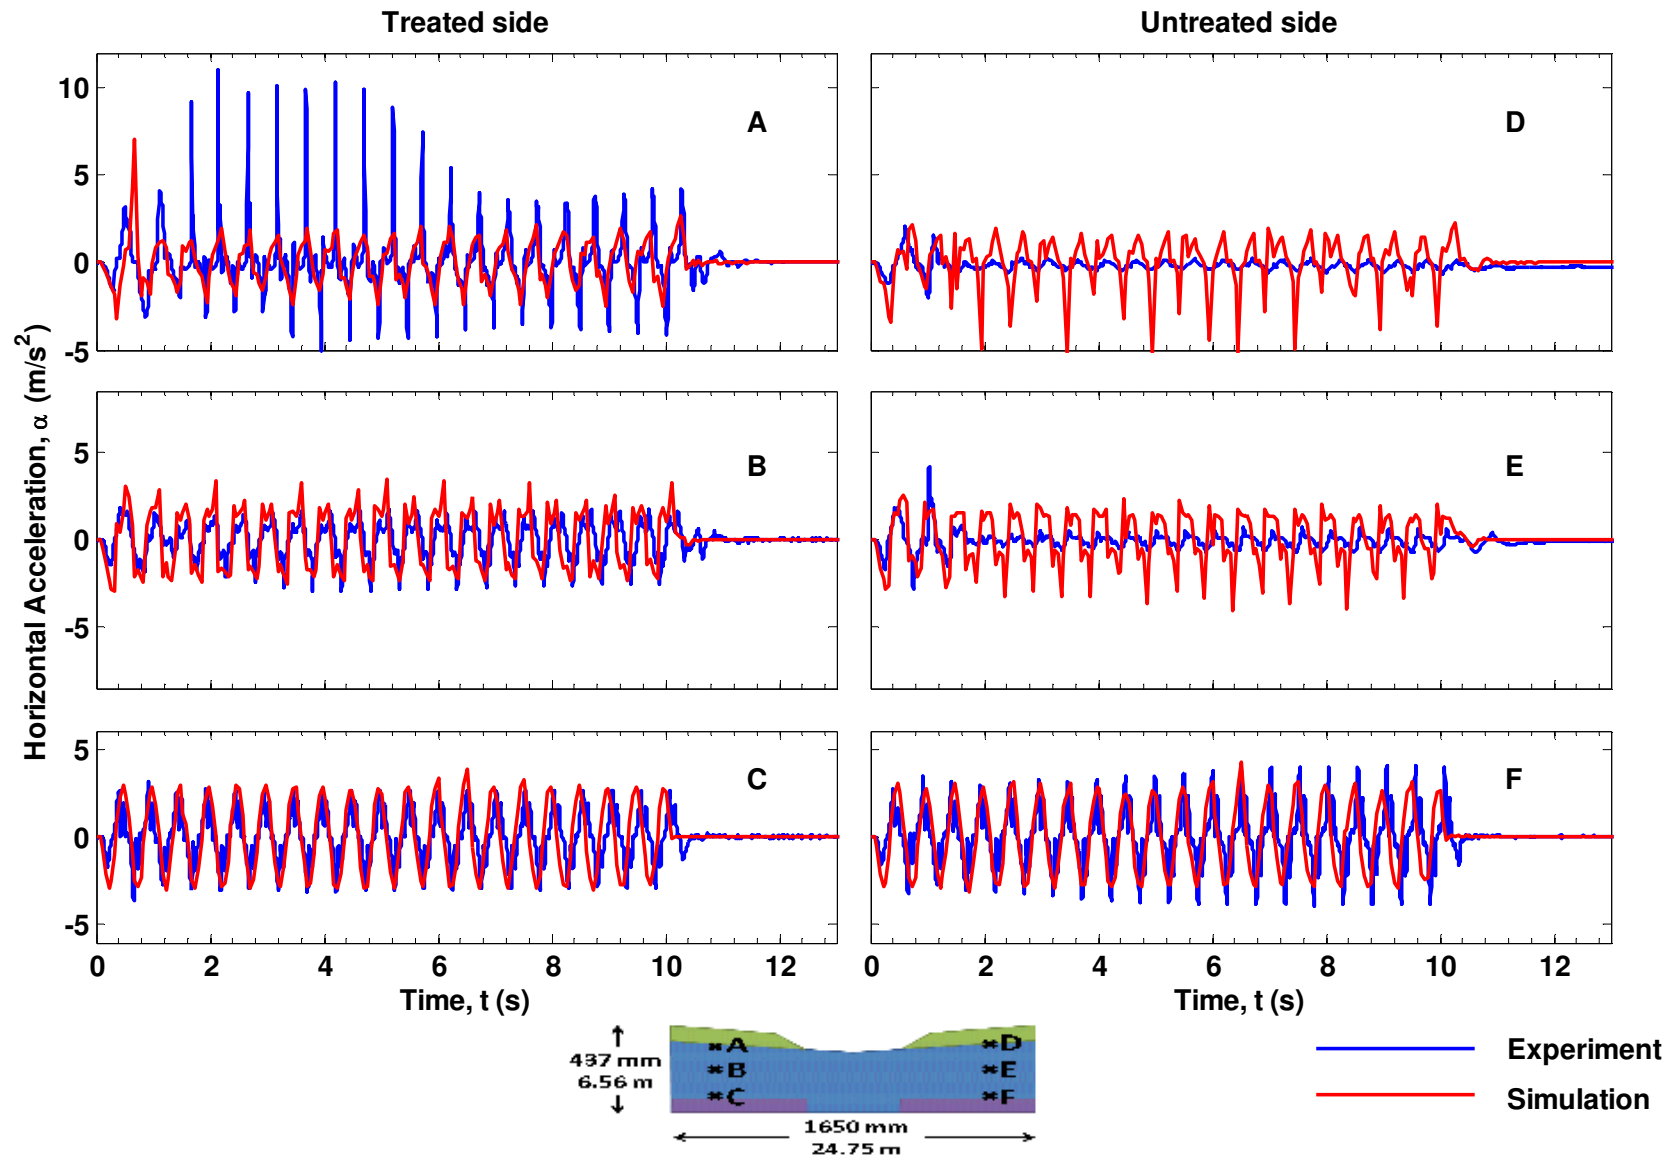 Treated side
Untreated side
Horizontal Acceleration, α (m/s²)
10
5
0
-5
A
D
5
0
-5
B
E
5
0
-5
C
F
0 2 4 6 8 10 12
0 2 4 6 8 10 12
Time, t (s)
Time, t (s)
437 mm
6.56 m
A
B
C
D
E
F
1650 mm
24.75 m
Experiment
Simulation